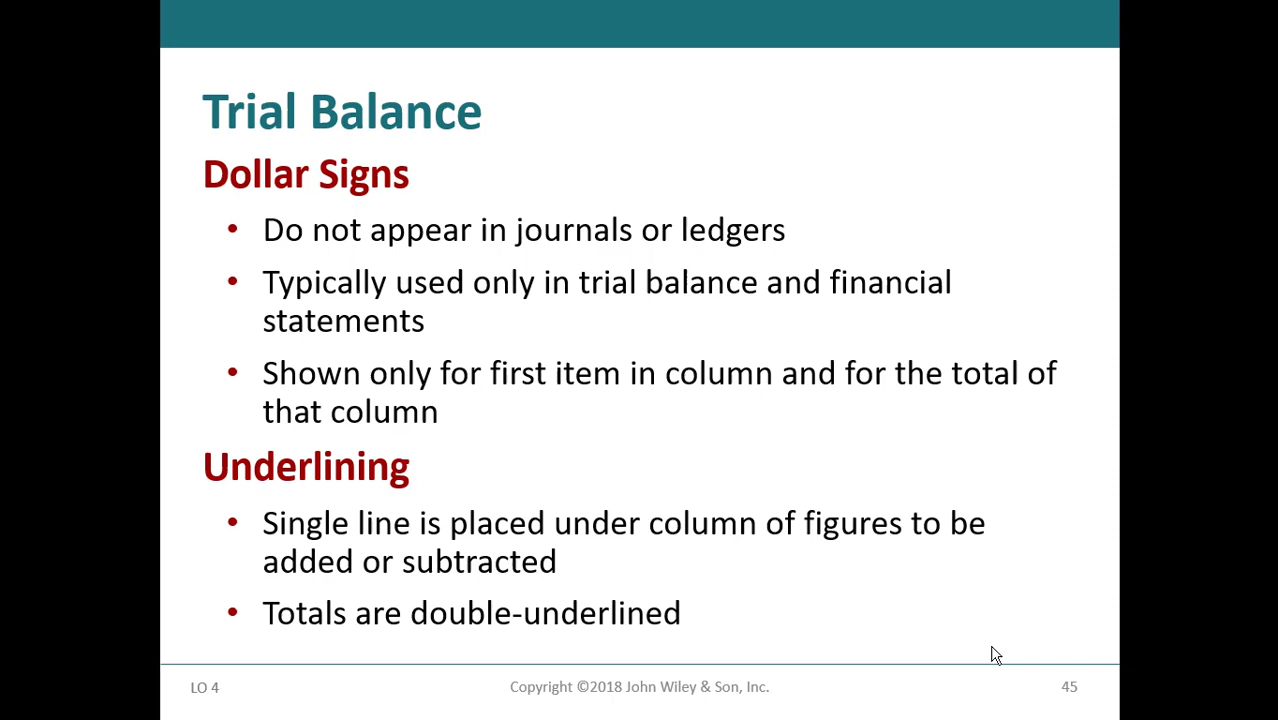 Trial Balance
Dollar Signs
• Do not appear in journals or ledgers
• Typically used only in trial balance and financial
statements
• Shown only for first item in column and for the total of
that column
Underlining
• Single line is placed under column of figures to be
added or subtracted
• Totals are double-underlined
LO 4
Copyright ©2018 John Wiley & Son, Inc.
45